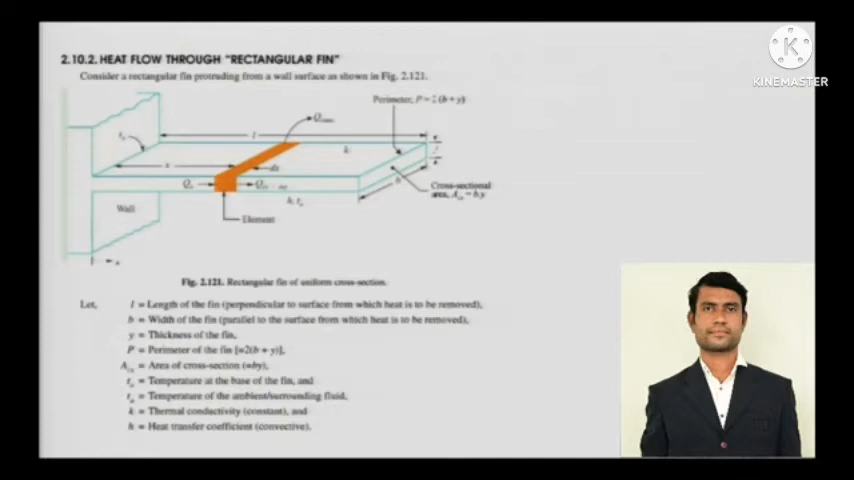 KINEMASTER
2.10.2. HEAT FLOW THROUGH "RECTANGULAR FIN"
Consider a rectangular fin protruding from a wall surface as shown in Fig. 2.121.
Perimeter, P = 2 (b + y)
l
k
x
dx
b
Cross-sectional
area, A = b.y
Wall
Element
Fig. 2.121. Rectangular fin of uniform cross-section.
Let, l = Length of the fin (perpendicular to surface from which heat is to be removed),
b = Width of the fin (parallel to the surface from which heat is to be removed),
y = Thickness of the fin,
P = Perimeter of the fin [=2(b + y)],
A = Area of cross-section (=by),
t = Temperature at the base of the fin, and
t = Temperature of the ambient/surrounding fluid,
k = Thermal conductivity (constant), and
h = Heat transfer coefficient (convective).